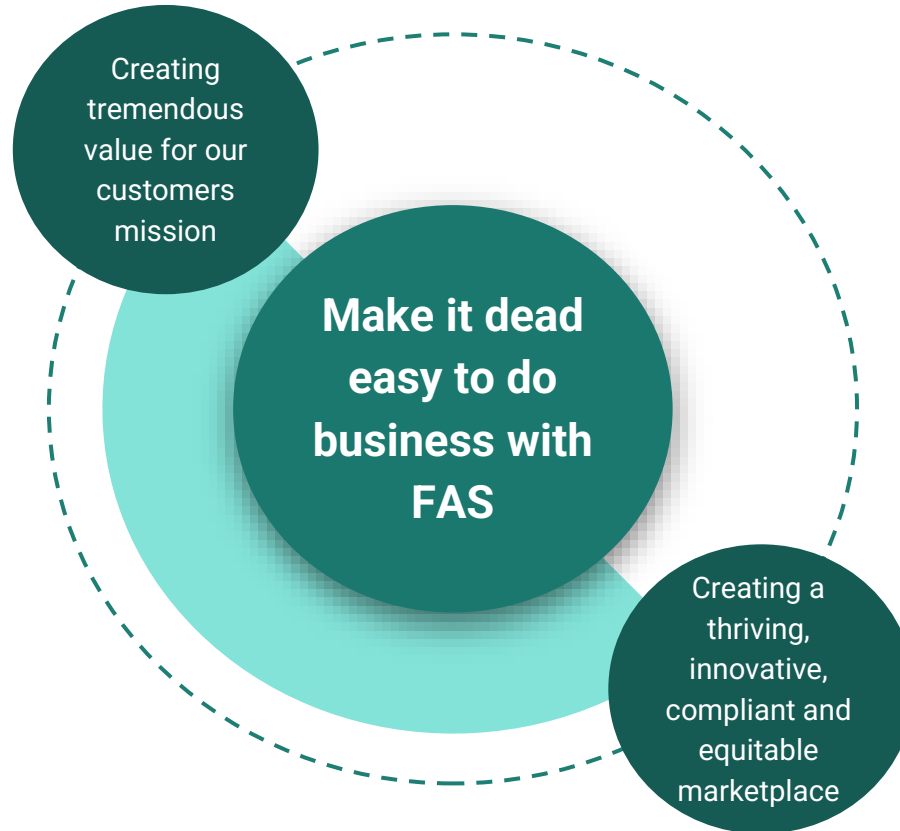 Creating
tremendous
value for our
customers
mission
Make it dead
easy to do
business with
FAS
Creating a
thriving,
innovative,
compliant and
equitable
marketplace